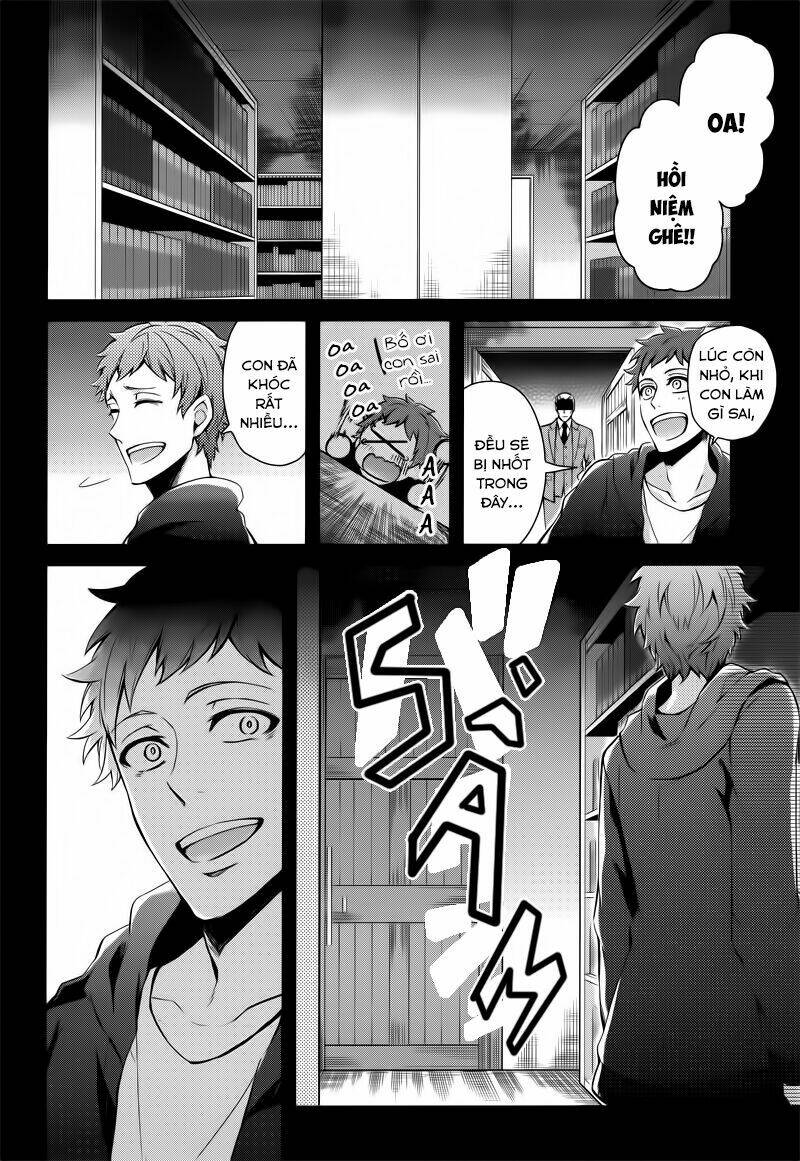 OA!
HỒI
NIỆM
GHÊ!!
LÚC CÒN
NHỎ, KHI
CON LÀM
GÌ SAI,
ĐỀU SẼ
BỊ NHỐT
TRONG
ĐÂY...
Bố ơi
con sai
rồi...
OA
OA
OA
OA
A
Á
A
A
CON ĐÃ
KHÓC
RẤT
NHIỀU...
SẦM